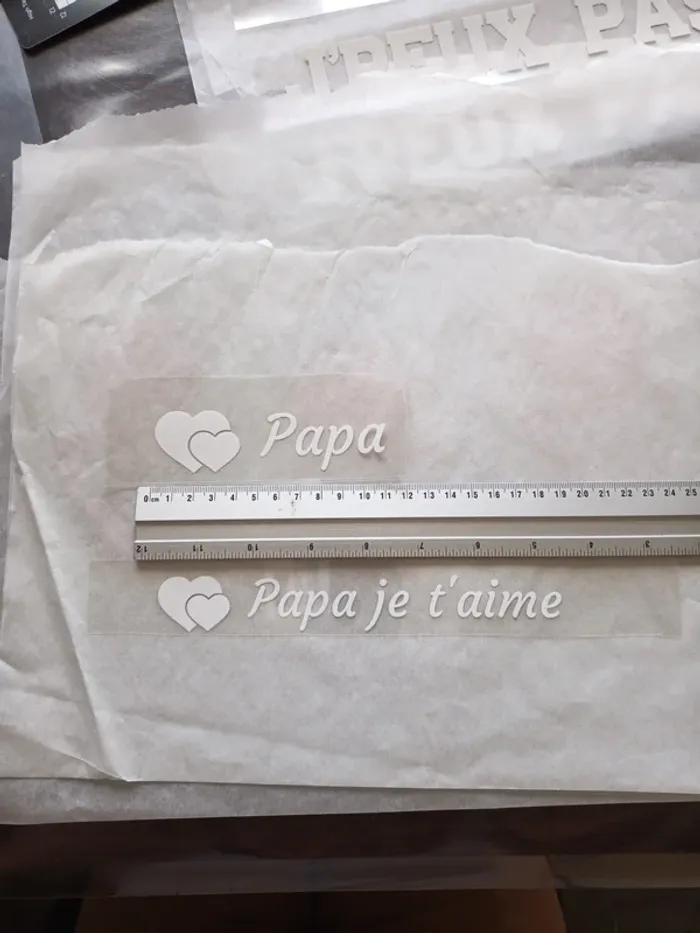 J'PEUX PAS
Papa
0 cm 1 2 3 4 5 6 7 8 9 10 11 12 13 14 15 16 17 18 19 20 21 22 23 24 25
12 11 10 9 8 7 6 5 4 3
Papa je t'aime